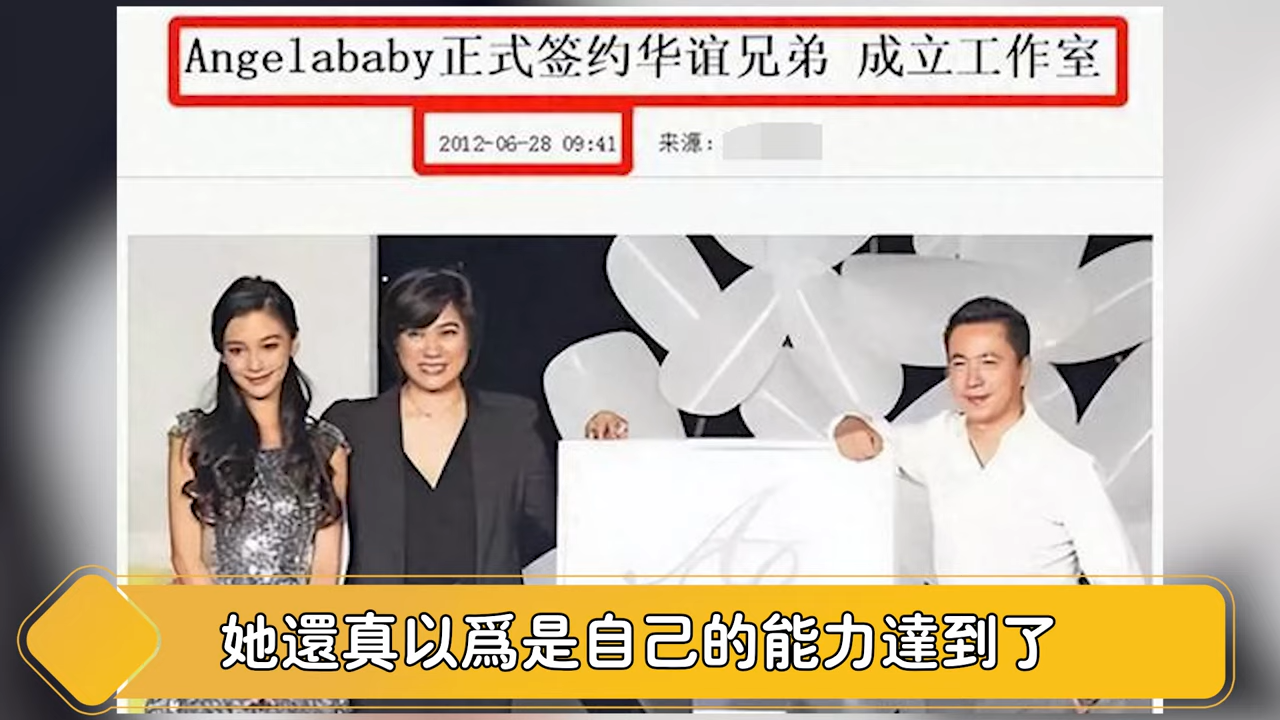 Angelababy正式签约华谊兄弟 成立工作室
2012-06-28 09:41 来源：
她還真以爲是自己的能力達到了